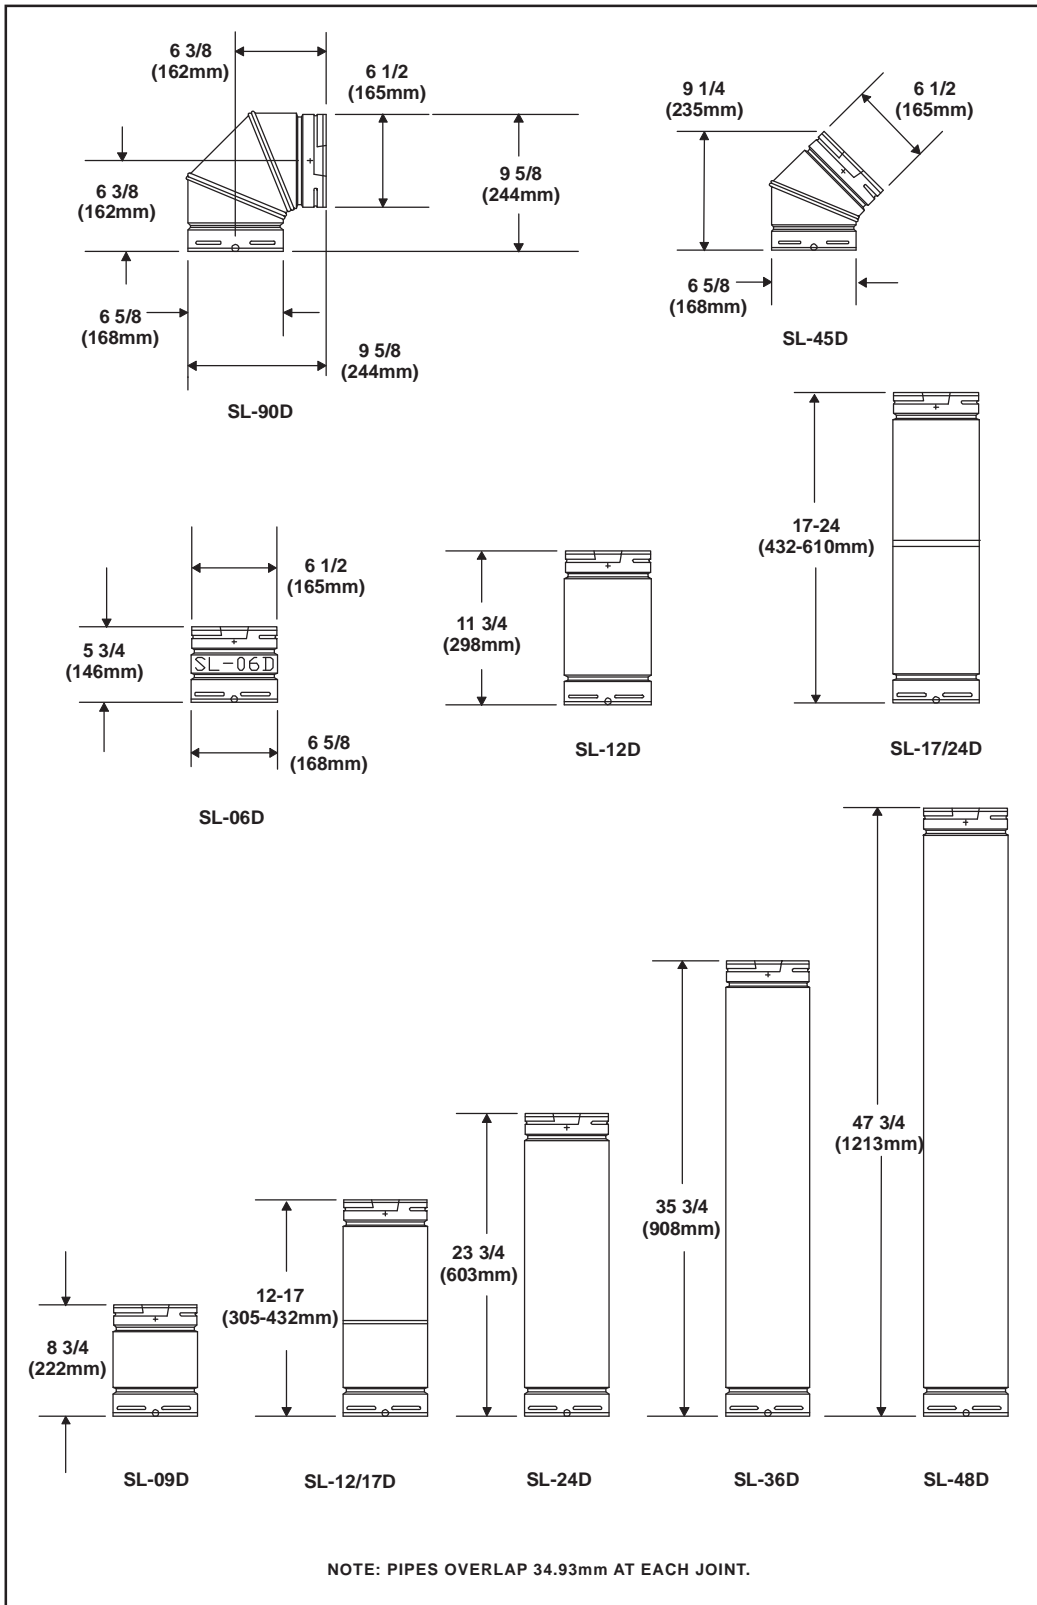 6 3/8
(162mm)
6 1/2
(165mm)
6 3/8
(162mm)
9 5/8
(244mm)
6 5/8
(168mm)
9 5/8
(244mm)
SL-90D
9 1/4
(235mm)
6 1/2
(165mm)
6 5/8
(168mm)
SL-45D
6 1/2
(165mm)
5 3/4
(146mm)
SL-06D
6 5/8
(168mm)
SL-06D
11 3/4
(298mm)
SL-12D
17-24
(432-610mm)
SL-17/24D
8 3/4
(222mm)
SL-09D
12-17
(305-432mm)
SL-12/17D
23 3/4
(603mm)
SL-24D
35 3/4
(908mm)
SL-36D
47 3/4
(1213mm)
SL-48D
NOTE: PIPES OVERLAP 34.93mm AT EACH JOINT.